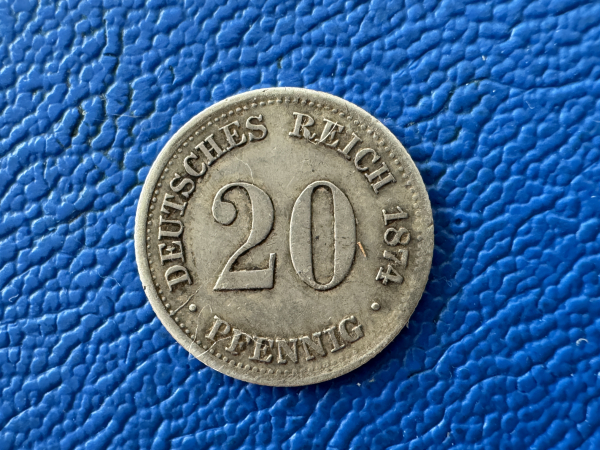 DEUTSCHES REICH 1874
20
· PFENNIG ·